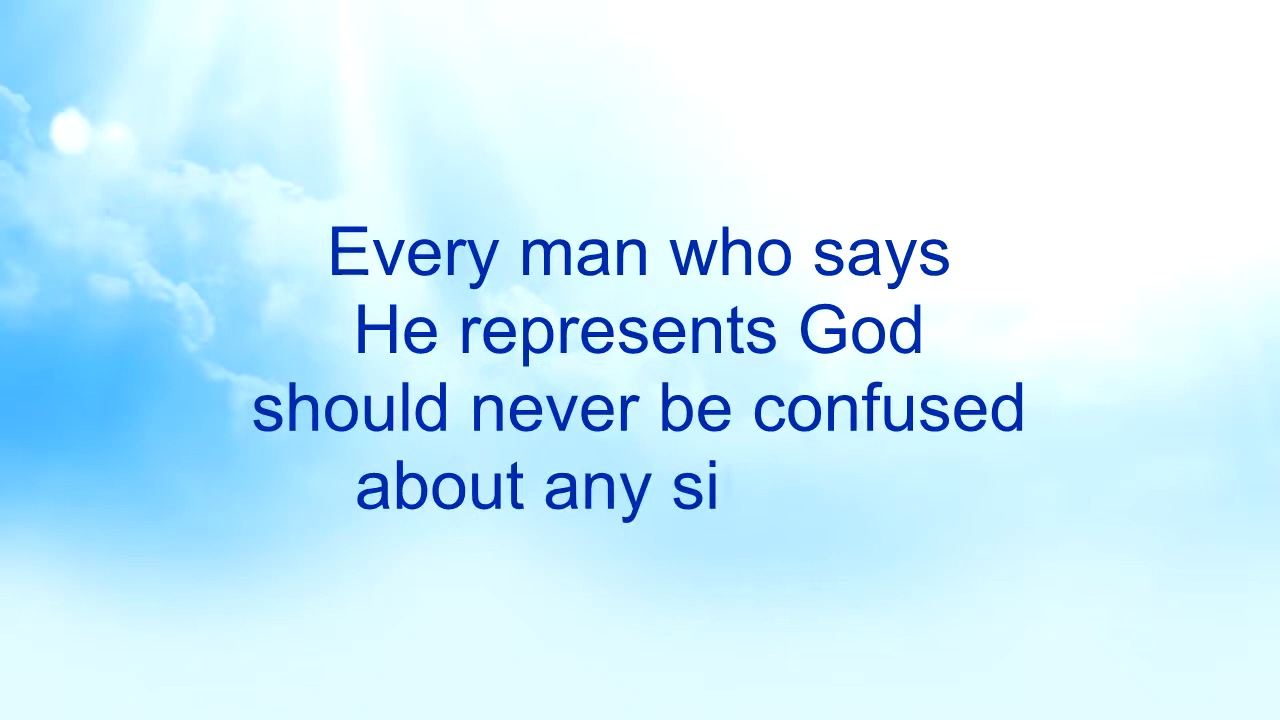 Every man who says
He represents God
should never be confused
about any si